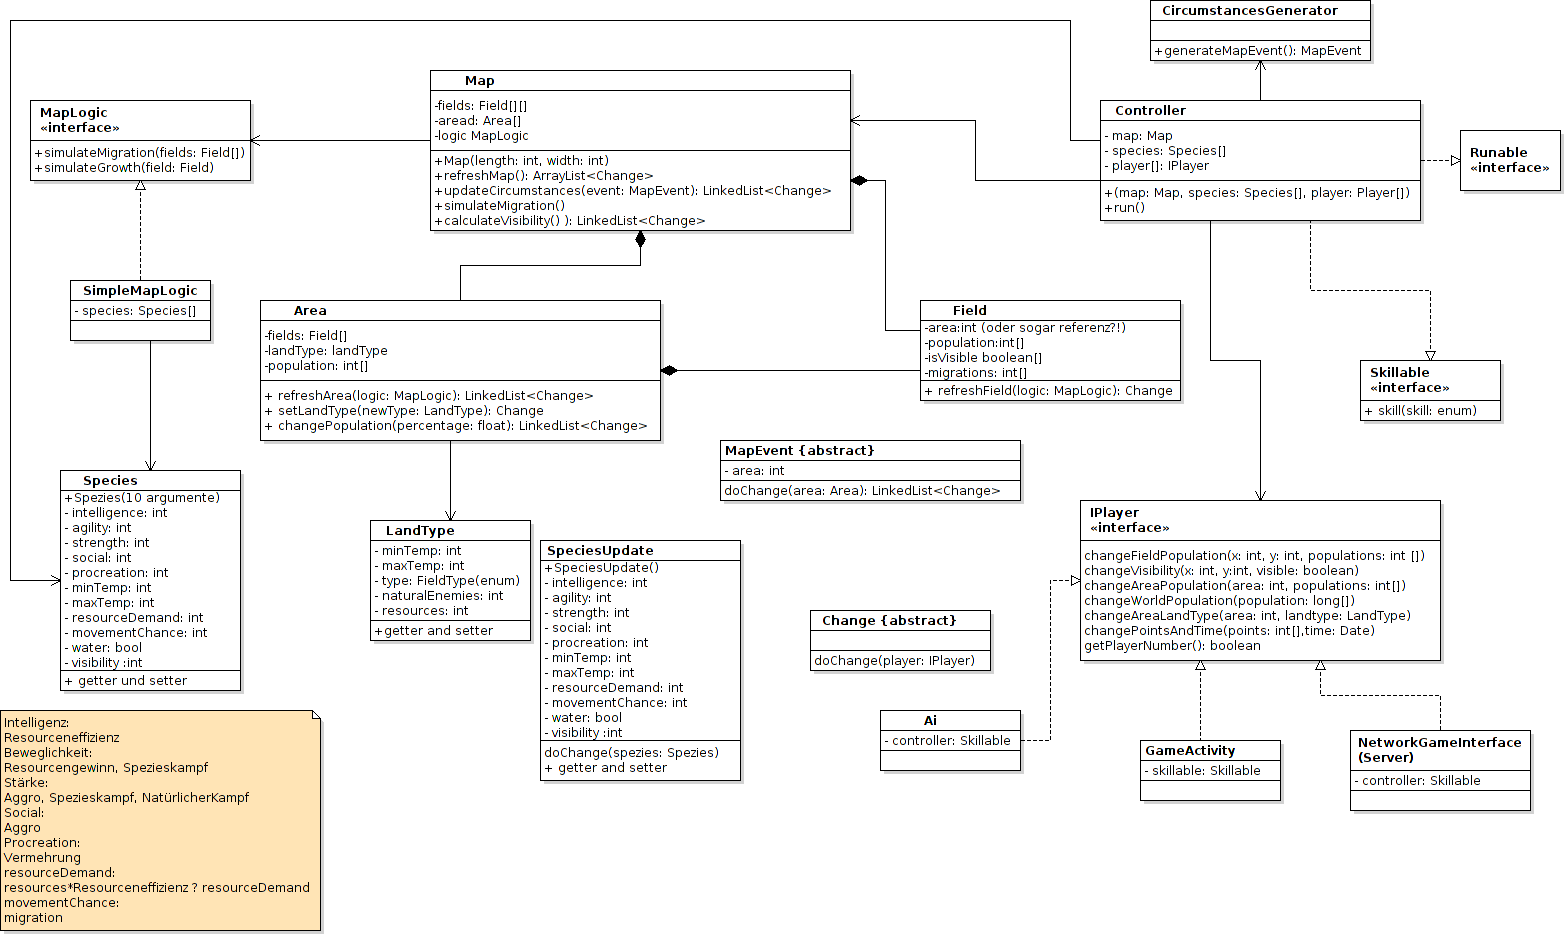 CircumstancesGenerator
+generateMapEvent(): MapEvent
Map
-fields: Field[][]
-aread: Area[]
-logic MapLogic
+Map(length: int, width: int)
+refreshMap(): ArrayList<Change>
+updateCircumstances(event: MapEvent): LinkedList<Change>
+simulateMigration()
+calculateVisibility() ): LinkedList<Change>
MapLogic
«interface»
+simulateMigration(fields: Field[])
+simulateGrowth(field: Field)
Controller
- map: Map
- species: Species[]
- player[]: IPlayer
+(map: Map, species: Species[], player: Player[])
+run()
Runable
«interface»
SimpleMapLogic
- species: Species[]
Area
-fields: Field[]
-landType: landType
-population: int[]
+ refreshArea(logic: MapLogic): LinkedList<Change>
+ setLandType(newType: LandType): Change
+ changePopulation(percentage: float): LinkedList<Change>
Field
-area:int (oder sogar referenz?!)
-population:int[]
-isVisible boolean[]
-migrations: int[]
+ refreshField(logic: MapLogic): Change
Skillable
«interface»
+ skill(skill: enum)
MapEvent {abstract}
- area: int
doChange(area: Area): LinkedList<Change>
Species
+Spezies(10 argumente)
- intelligence: int
- agility: int
- strength: int
- social: int
- procreation: int
- minTemp: int
- maxTemp: int
- resourceDemand: int
- movementChance: int
- water: bool
- visibility :int
+ getter und setter
LandType
- minTemp: int
- maxTemp: int
- type: FieldType(enum)
- naturalEnemies: int
- resources: int
+getter and setter
SpeciesUpdate
+SpeciesUpdate()
- intelligence: int
- agility: int
- strength: int
- social: int
- procreation: int
- minTemp: int
- maxTemp: int
- resourceDemand: int
- movementChance: int
- water: bool
- visibility :int
doChange(spezies: Spezies)
+ getter and setter
IPlayer
«interface»
changeFieldPopulation(x: int, y: int, populations: int [])
changeVisibility(x: int, y:int, visible: boolean)
changeAreaPopulation(area: int, populations: int[])
changeWorldPopulation(population: long[])
changeAreaLandType(area: int, landtype: LandType)
changePointsAndTime(points: int[],time: Date)
getPlayerNumber(): boolean
Change {abstract}
doChange(player: IPlayer)
Ai
- controller: Skillable
GameActivity
- skillable: Skillable
NetworkGameInterface
(Server)
- controller: Skillable
Intelligenz:
Resourceneffizienz
Beweglichkeit:
Resourcengewinn, Spezieskampf
Stärke:
Aggro, Spezieskampf, NatürlicherKampf
Social:
Aggro
Procreation:
Vermehrung
resourceDemand:
resources*Resourceneffizienz ? resourceDemand
movementChance:
migration